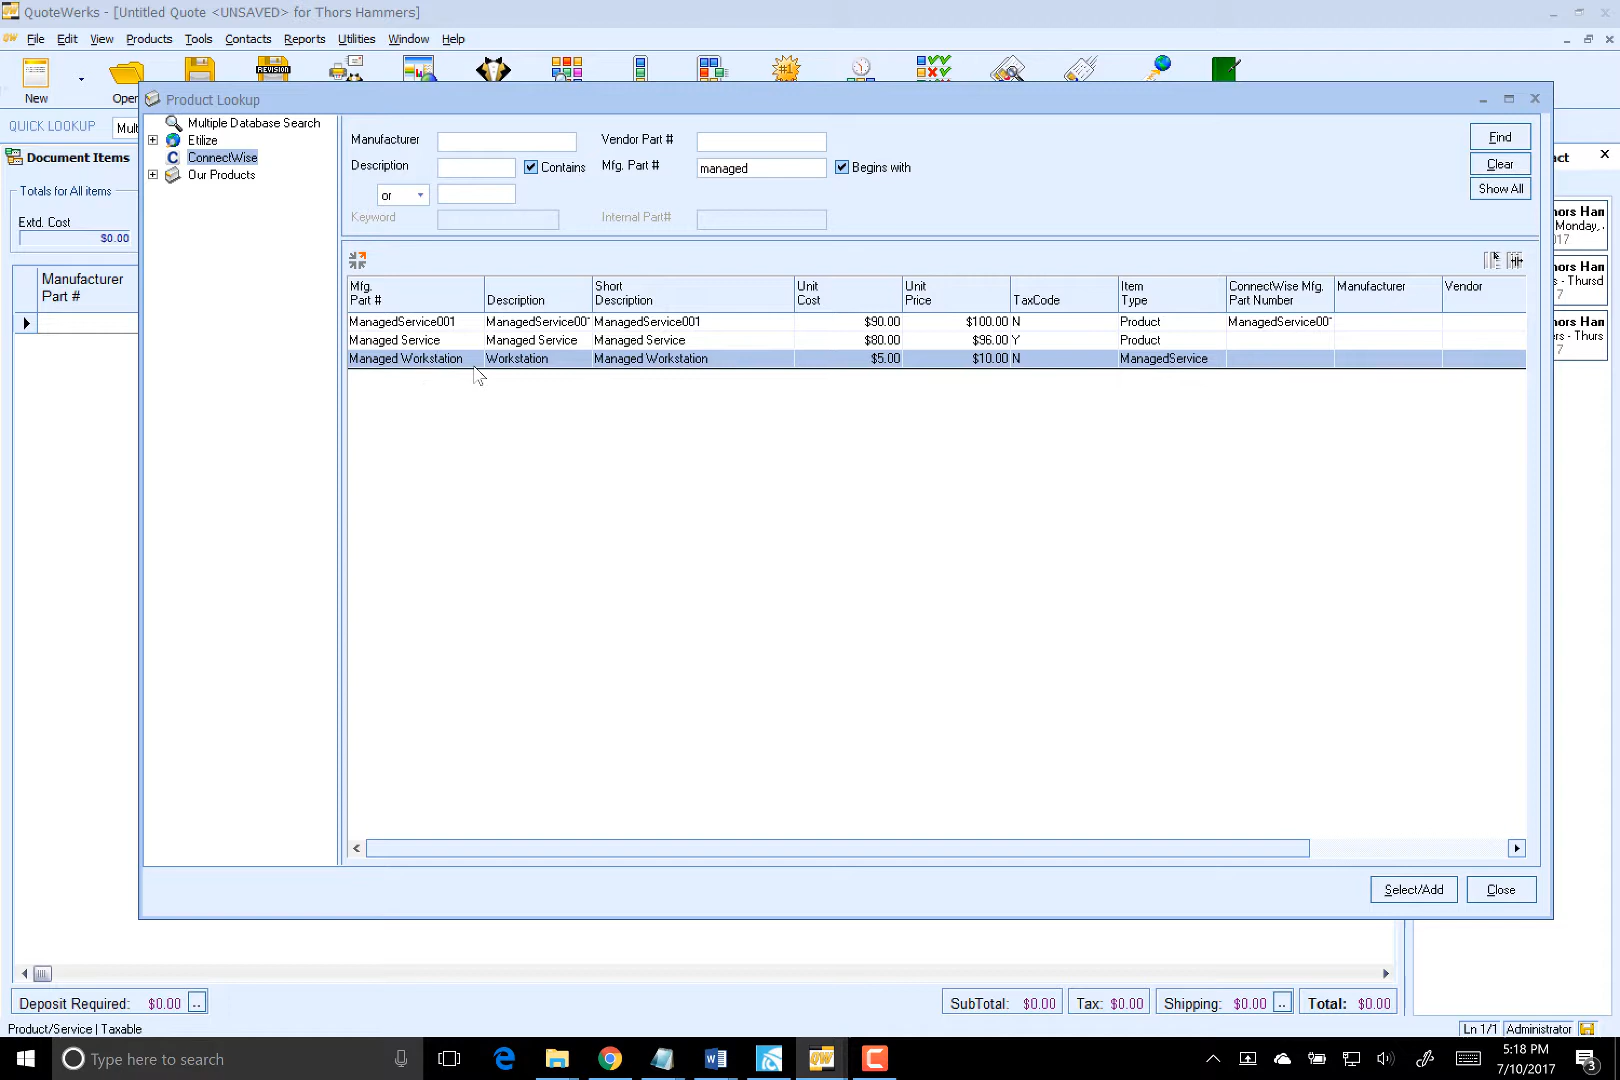 QuoteWerks - [Untitled Quote <UNSAVED> for Thors Hammers]
File Edit View Products Tools Contacts Reports Utilities Window Help
REVISION
#1
New
Open
QUICK LOOKUP
Document Items
Totals for All items
Extd. Cost
$0.00
Manufacturer
Part #
Product Lookup
Multiple Database Search
Etilize
ConnectWise
Our Products
Manufacturer
Vendor Part #
Find
Description
Contains
Mfg. Part #
managed
Begins with
Clear
or
Show All
Keyword
Internal Part#
Mfg. Part # Description Short Description Unit Cost Unit Price TaxCode Item Type ConnectWise Mfg. Part Number Manufacturer Vendor
ManagedService001 ManagedService00 ManagedService001 $90.00 $100.00 N Product ManagedService00
Managed Service Managed Service Managed Service $80.00 $96.00 Y Product
Managed Workstation Workstation Managed Workstation $5.00 $10.00 N ManagedService
Select/Add
Close
Deposit Required: $0.00 ..
SubTotal: $0.00
Tax: $0.00
Shipping: $0.00 ..
Total: $0.00
Product/Service | Taxable
Ln 1/1
Administrator
Type here to search
QW
5:18 PM
7/10/2017
3